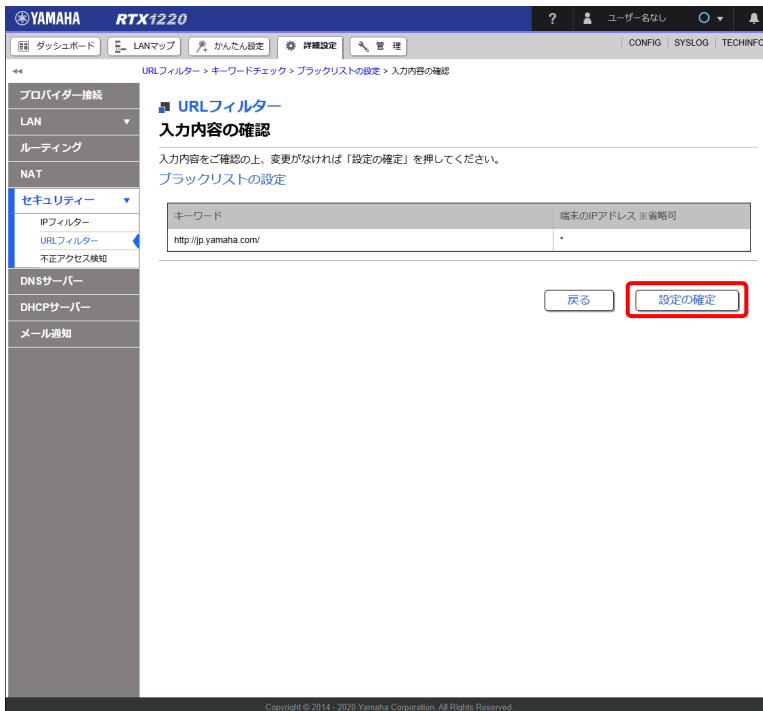 YAMAHA RTX1220 ? ユーザー名なし
ダッシュボード LANマップ かんたん設定 詳細設定 管 理 CONFIG SYSLOG TECHINFO
URLフィルター > キーワードチェック > ブラックリストの設定 > 入力内容の確認
プロバイダー接続
LAN
ルーティング
NAT
セキュリティー
IPフィルター
URLフィルター
不正アクセス検知
DNSサーバー
DHCPサーバー
メール通知
URLフィルター
入力内容の確認
入力内容をご確認の上、変更がなければ「設定の確定」を押してください。
ブラックリストの設定
キーワード 端末のIPアドレス ※省略可
http://jp.yamaha.com/ *
戻る 設定の確定
Copyright © 2014 - 2020 Yamaha Corporation. All Rights Reserved.